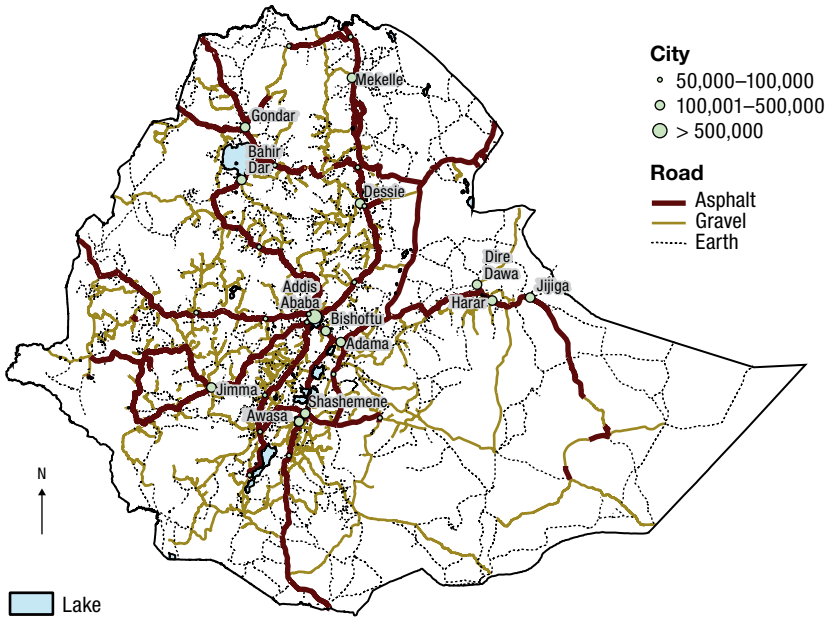 City
50,000–100,000
100,001–500,000
> 500,000
Road
Asphalt
Gravel
Earth
Mekelle
Gondar
Bahir
Dar
Dessie
Dire
Dawa
Harar
Jijiga
Addis
Ababa
Bishoftu
Adama
Jimma
Shashemene
Awasa
N
Lake